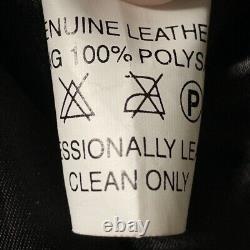 ENUINE LEATHE
G 100% POLYS
P
ESSIONALLY LE
CLEAN ONLY